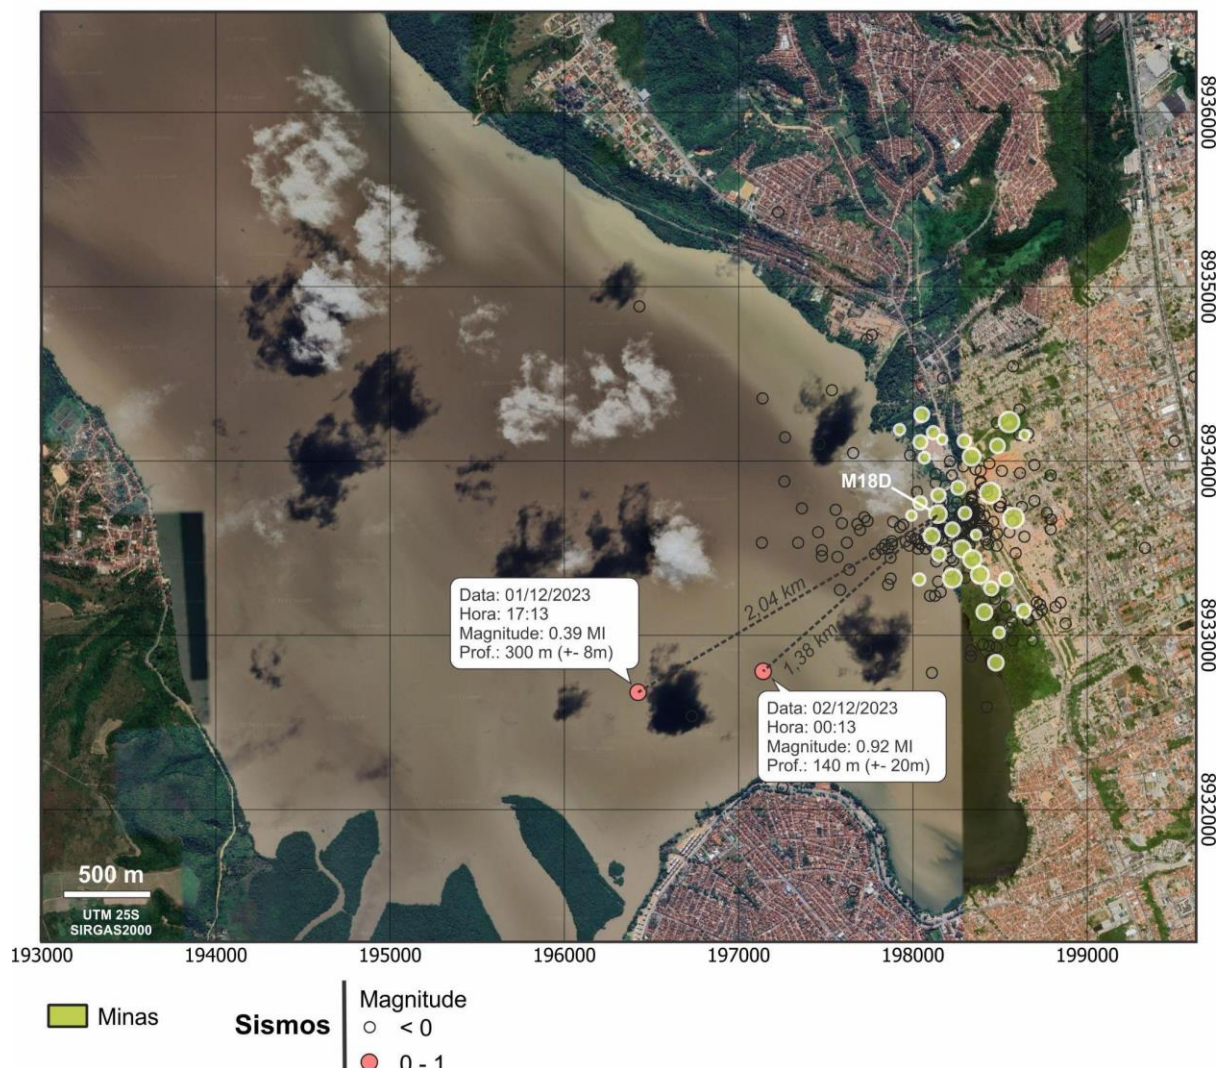 8936000
8935000
8934000
8933000
8932000
M18D
2,04 km
1,38 km
Data: 01/12/2023
Hora: 17:13
Magnitude: 0.39 Ml
Prof.: 300 m (+- 8m)
Data: 02/12/2023
Hora: 00:13
Magnitude: 0.92 Ml
Prof.: 140 m (+- 20m)
500 m
UTM 25S
SIRGAS2000
193000 194000 195000 196000 197000 198000 199000
Minas
Sismos
Magnitude
< 0
0 - 1